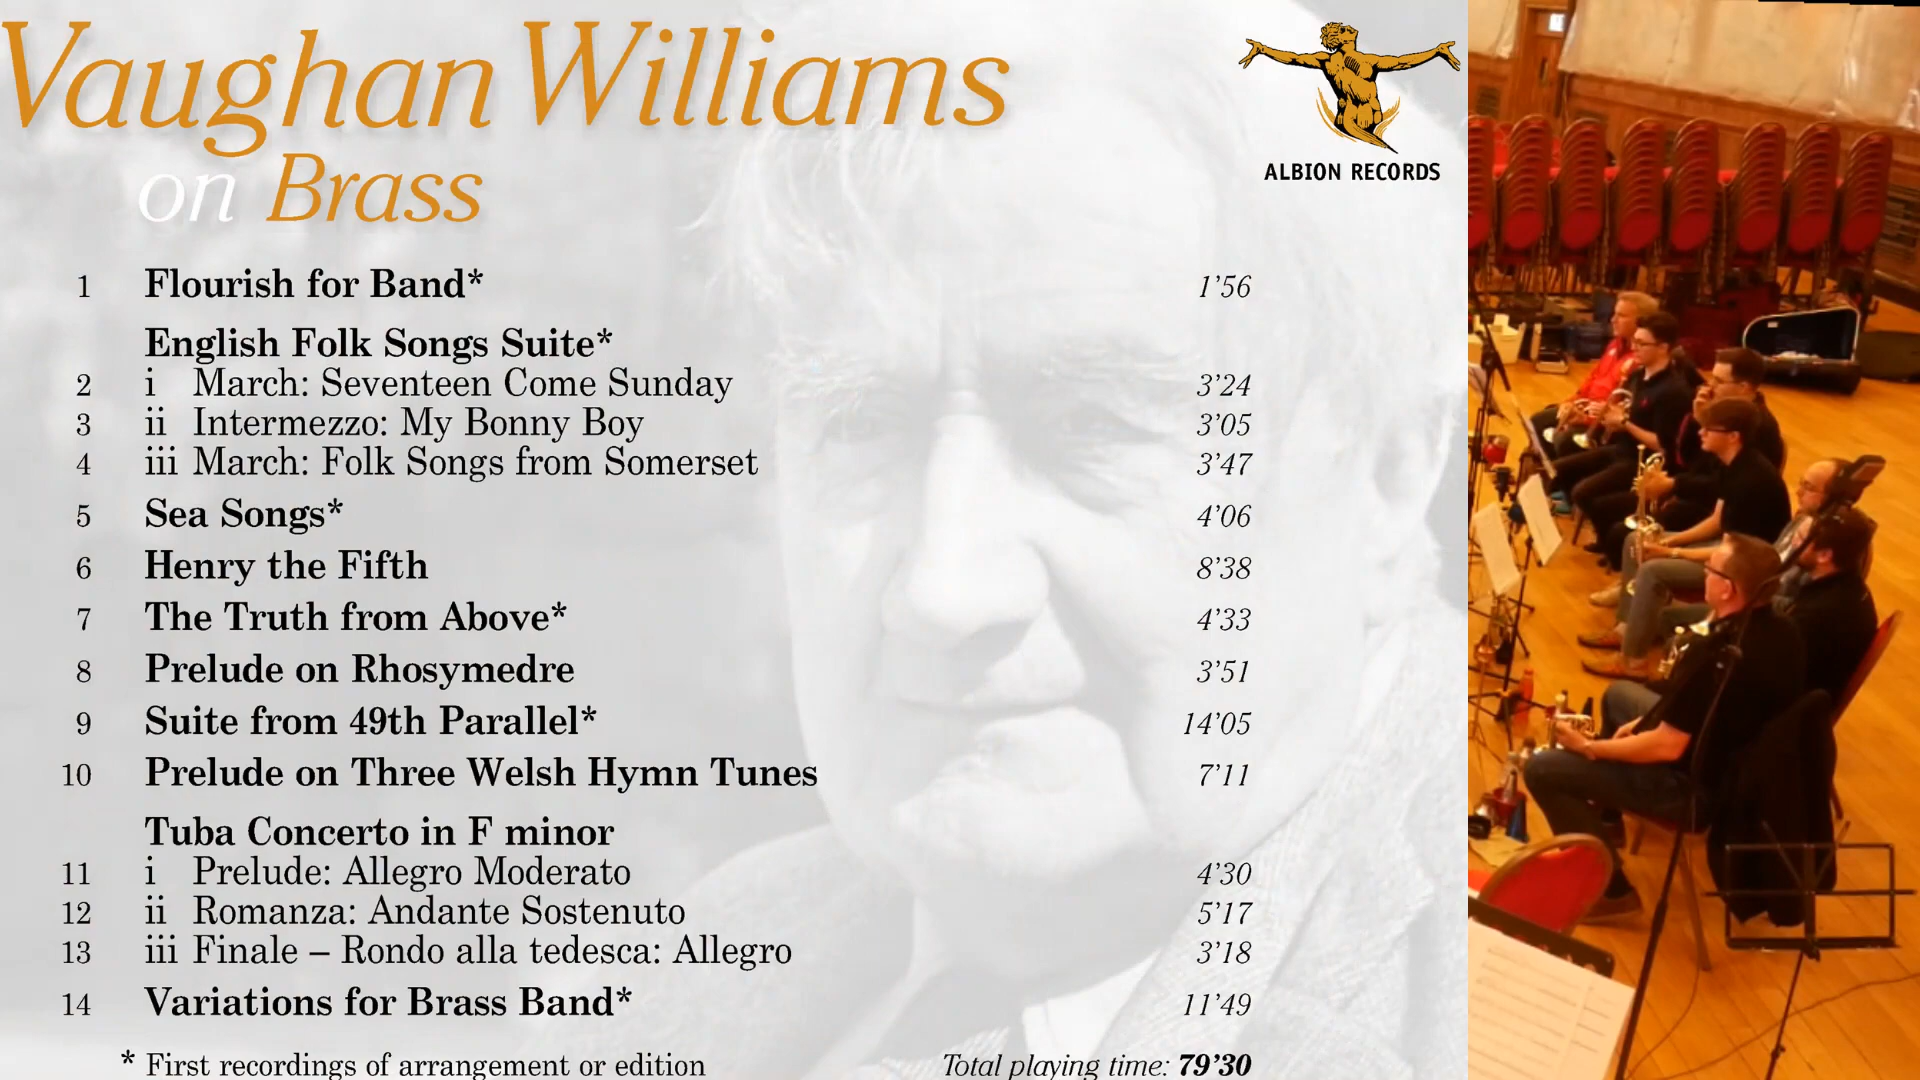 Vaughan Williams
on Brass
ALBION RECORDS
1 Flourish for Band* 1’56
English Folk Songs Suite*
2 i March: Seventeen Come Sunday 3’24
3 ii Intermezzo: My Bonny Boy 3’05
4 iii March: Folk Songs from Somerset 3’47
5 Sea Songs* 4’06
6 Henry the Fifth 8’38
7 The Truth from Above* 4’33
8 Prelude on Rhosymedre 3’51
9 Suite from 49th Parallel* 14’05
10 Prelude on Three Welsh Hymn Tunes 7’11
Tuba Concerto in F minor
11 i Prelude: Allegro Moderato 4’30
12 ii Romanza: Andante Sostenuto 5’17
13 iii Finale – Rondo alla tedesca: Allegro 3’18
14 Variations for Brass Band* 11’49
* First recordings of arrangement or edition Total playing time: 79’30